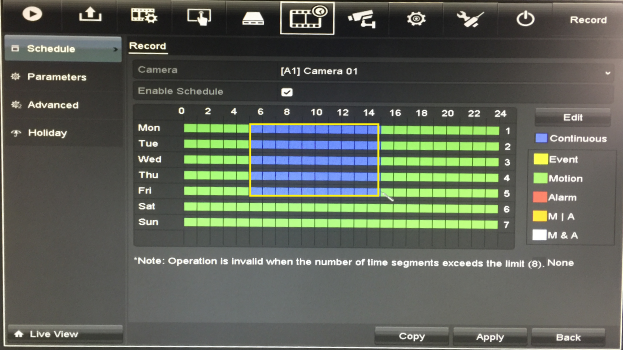 Record
Schedule
Parameters
Advanced
Holiday
Record
Camera
[A1] Camera 01
Enable Schedule
0 2 4 6 8 10 12 14 16 18 20 22 24
Edit
Mon 1
Tue 2
Wed 3
Thu 4
Fri 5
Sat 6
Sun 7
Continuous
Event
Motion
Alarm
M | A
M & A
*Note: Operation is invalid when the number of time segments exceeds the limit (8). None
Live View
Copy
Apply
Back